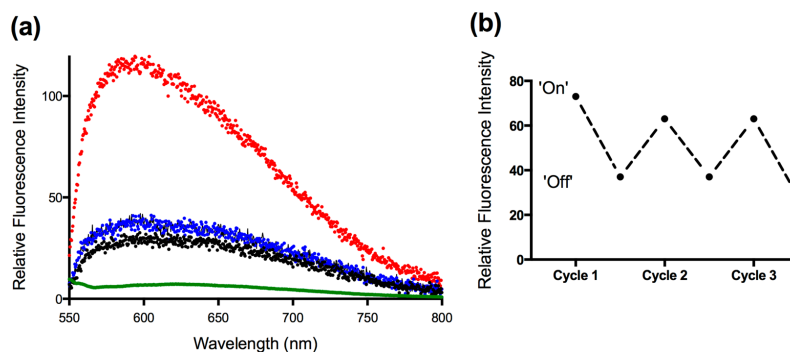 (a)
Relative Fluorescence Intensity
100
50
0
550
600
650
700
750
800
Wavelength (nm)
(b)
Relative Fluorescence Intensity
80
60
40
20
0
'On'
'Off'
Cycle 1
Cycle 2
Cycle 3